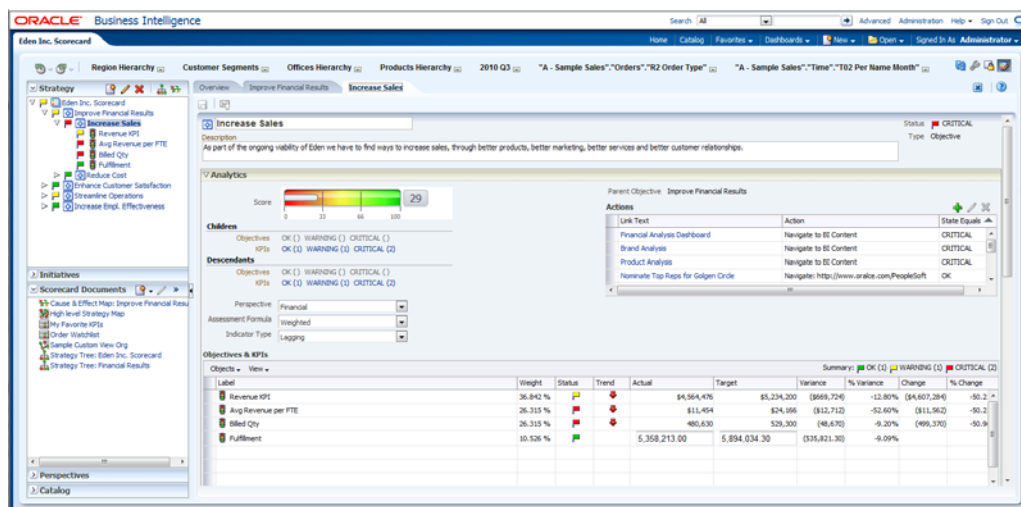 ORACLE Business Intelligence
Search All Advanced Administration Help Sign Out
Eden Inc. Scorecard
Home Catalog Favorites Dashboards New Open Signed In As Administrator
Region Hierarchy Customer Segments Offices Hierarchy Products Hierarchy 2010 Q3 "A - Sample Sales"."Orders"."R2 Order Type" "A - Sample Sales"."Time"."T02 Per Name Month"
Strategy
Eden Inc. Scorecard
Improve Financial Results
Increase Sales
Revenue KPI
Avg Revenue per FTE
Billed Qty
Fulfillment
Reduce Cost
Enhance Customer Satisfaction
Streamline Operations
Increase Empl. Effectiveness
Initiatives
Scorecard Documents
Cause & Effect Map: Improve Financial Resu
High level Strategy Map
My Favorite KPIs
Order Watchlist
Sample Custom View Org
Strategy Tree: Eden Inc. Scorecard
Strategy Tree: Financial Results
Perspectives
Catalog
Overview Improve Financial Results Increase Sales
Increase Sales
Status CRITICAL
Type Objective
Description
As part of the ongoing viability of Eden we have to find ways to increase sales, through better products, better marketing, better services and better customer relationships.
Analytics
Score 29
0 33 66 100
Children
Objectives OK () WARNING () CRITICAL ()
KPIs OK (1) WARNING (1) CRITICAL (2)
Descendants
Objectives OK () WARNING () CRITICAL ()
KPIs OK (1) WARNING (1) CRITICAL (2)
Perspective Financial
Assessment Formula Weighted
Indicator Type Lagging
Parent Objective Improve Financial Results
Actions
Link Text Action State Equals
Financial Analysis Dashboard Navigate to BI Content CRITICAL
Brand Analysis Navigate to BI Content CRITICAL
Product Analysis Navigate to BI Content CRITICAL
Nominate Top Reps for Golgen Circle Navigate: http://www.oralce.com/PeopleSoft OK
Objectives & KPIs
Objects View Summary: OK (1) WARNING (1) CRITICAL (2)
Label Weight Status Trend Actual Target Variance % Variance Change % Change
Revenue KPI 36.842 % $4,564,476 $5,234,200 ($669,724) -12.80% ($4,607,284) -50.2
Avg Revenue per FTE 26.315 % $11,454 $24,166 ($12,712) -52.60% ($11,562) -50.2
Billed Qty 26.315 % 480,630 529,300 (48,670) -9.20% (499,370) -50.9
Fulfillment 10.526 % 5,358,213.00 5,894,034.30 (535,821.30) -9.09%